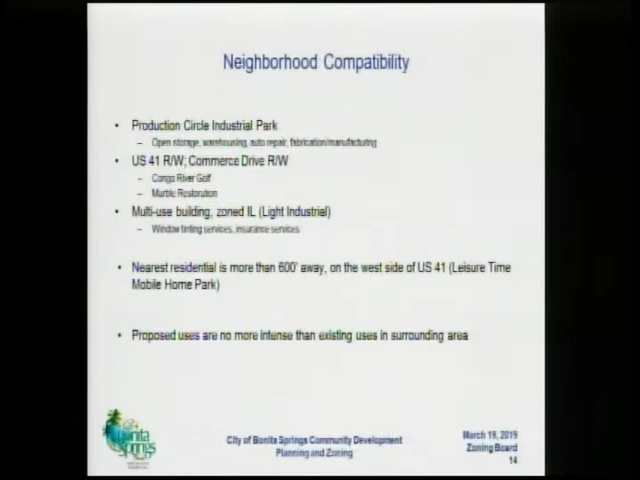 Neighborhood Compatibility
• Production Circle Industrial Park
– Open storage, warehousing, auto repair, fabrication/manufacturing
• US 41 R/W; Commerce Drive R/W
– Congo River Golf
– Marble Restoration
• Multi-use building, zoned IL (Light Industrial)
– Window tinting services, insurance services
• Nearest residential is more than 600' away, on the west side of US 41 (Leisure Time
Mobile Home Park)
• Proposed uses are no more intense than existing uses in surrounding area
Bonita
Springs
City of Bonita Springs Community Development
Planning and Zoning
March 19, 2019
Zoning Board
14